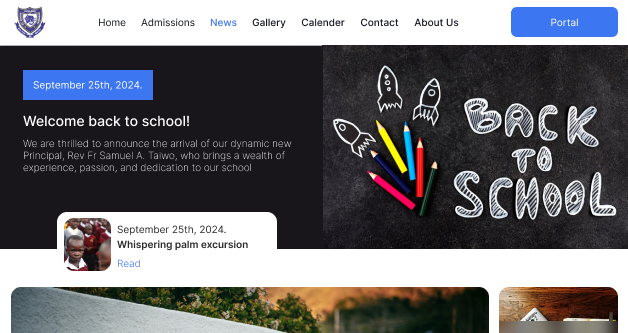 Home Admissions News Gallery Calender Contact About Us Portal
September 25th, 2024.
Welcome back to school!
We are thrilled to announce the arrival of our dynamic new
Principal, Rev Fr Samuel A. Taiwo, who brings a wealth of
experience, passion, and dedication to our school
BACK
TO
SCHOOL
September 25th, 2024.
Whispering palm excursion
Read